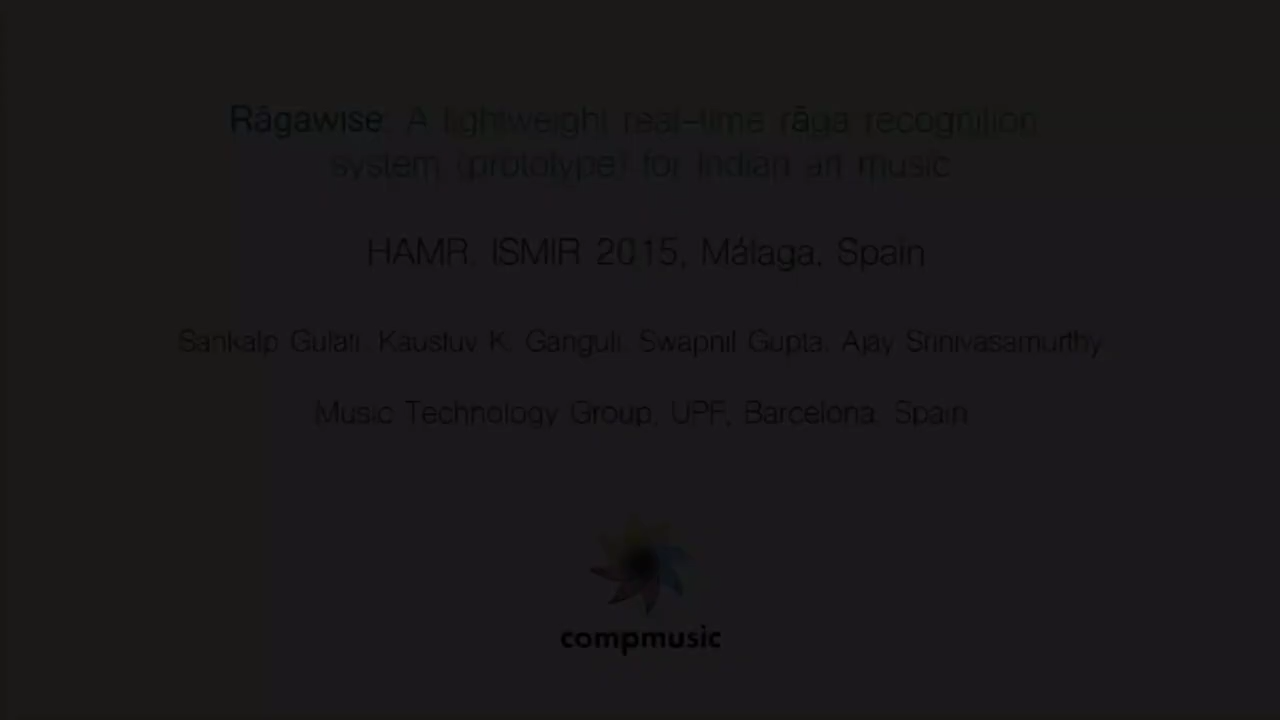 Rāgawise: A lightweight real-time rāga recognition
system (prototype) for Indian art music
HAMR, ISMIR 2015, Málaga, Spain
Sankalp Gulati, Kaustuv K. Ganguli, Swapnil Gupta, Ajay Srinivasamurthy
Music Technology Group, UPF, Barcelona, Spain
compmusic